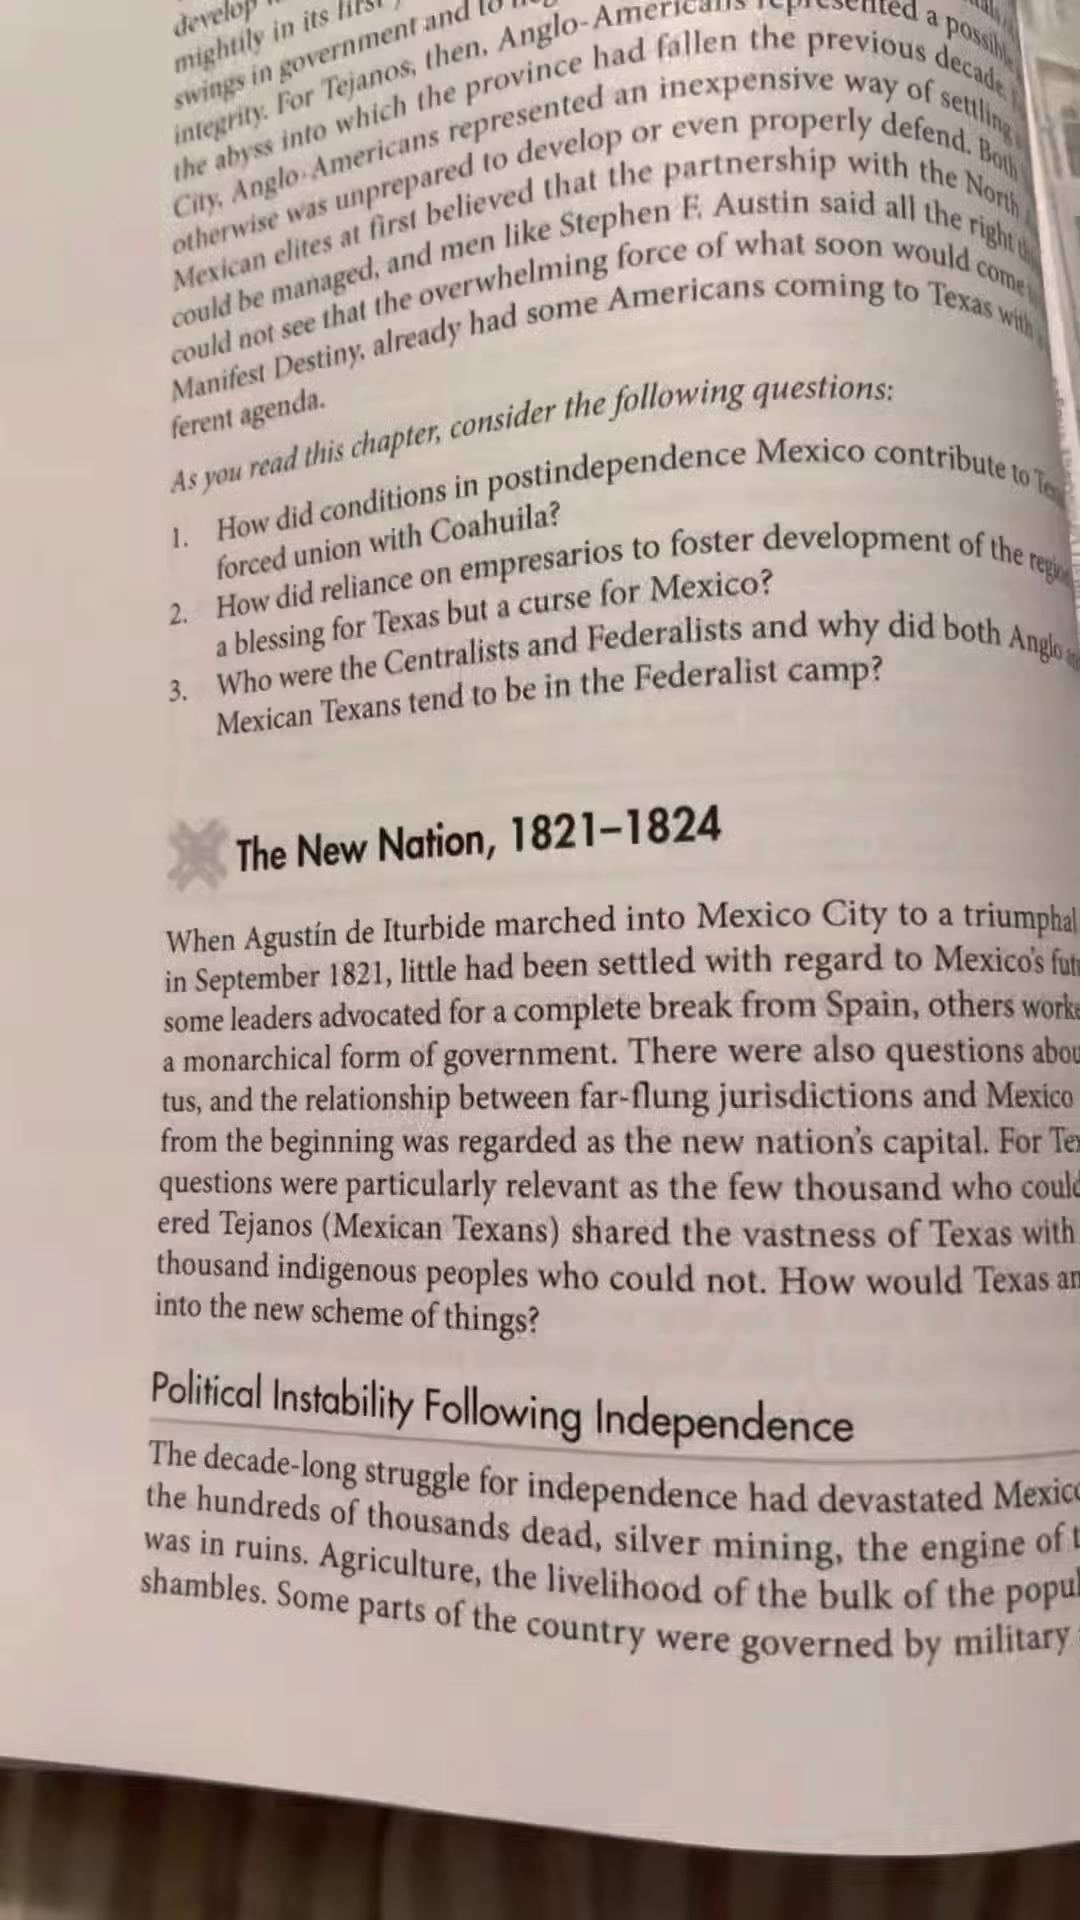 develop
mightily in its first
swings in government and to
integrity. For Tejanos, then, Anglo-Americans represented a possible
the abyss into which the province had fallen the previous decade.
City, Anglo-Americans represented an inexpensive way of settling
otherwise was unprepared to develop or even properly defend. Both
Mexican elites at first believed that the partnership with the North
could be managed, and men like Stephen F. Austin said all the right
could not see that the overwhelming force of what soon would come
Manifest Destiny, already had some Americans coming to Texas with
ferent agenda.
As you read this chapter, consider the following questions:
1. How did conditions in postindependence Mexico contribute to
forced union with Coahuila?
2. How did reliance on empresarios to foster development of the
a blessing for Texas but a curse for Mexico?
3. Who were the Centralists and Federalists and why did both Anglo
Mexican Texans tend to be in the Federalist camp?
The New Nation, 1821–1824
When Agustín de Iturbide marched into Mexico City to a triumphal
in September 1821, little had been settled with regard to Mexico's
some leaders advocated for a complete break from Spain, others
a monarchical form of government. There were also questions
tus, and the relationship between far-flung jurisdictions and Mexico
from the beginning was regarded as the new nation's capital. For
questions were particularly relevant as the few thousand who could
ered Tejanos (Mexican Texans) shared the vastness of Texas with
thousand indigenous peoples who could not. How would Texas
into the new scheme of things?
Political Instability Following Independence
The decade-long struggle for independence had devastated
the hundreds of thousands dead, silver mining, the engine of
was in ruins. Agriculture, the livelihood of the bulk of the
shambles. Some parts of the country were governed by military